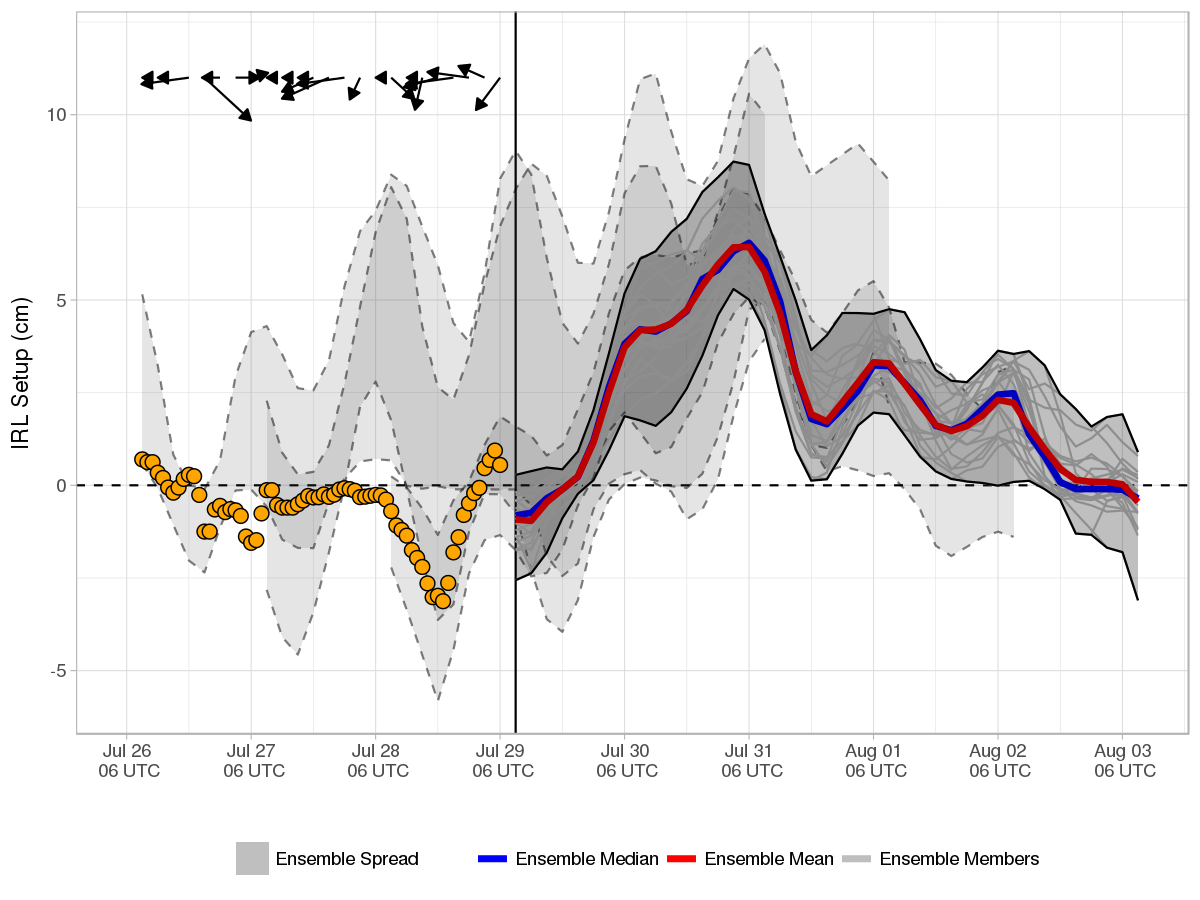 IRL Setup (cm)
10
5
0
-5
Jul 26 Jul 27 Jul 28 Jul 29 Jul 30 Jul 31 Aug 01 Aug 02 Aug 03
06 UTC 06 UTC 06 UTC 06 UTC 06 UTC 06 UTC 06 UTC 06 UTC 06 UTC
Ensemble Spread Ensemble Median Ensemble Mean Ensemble Members